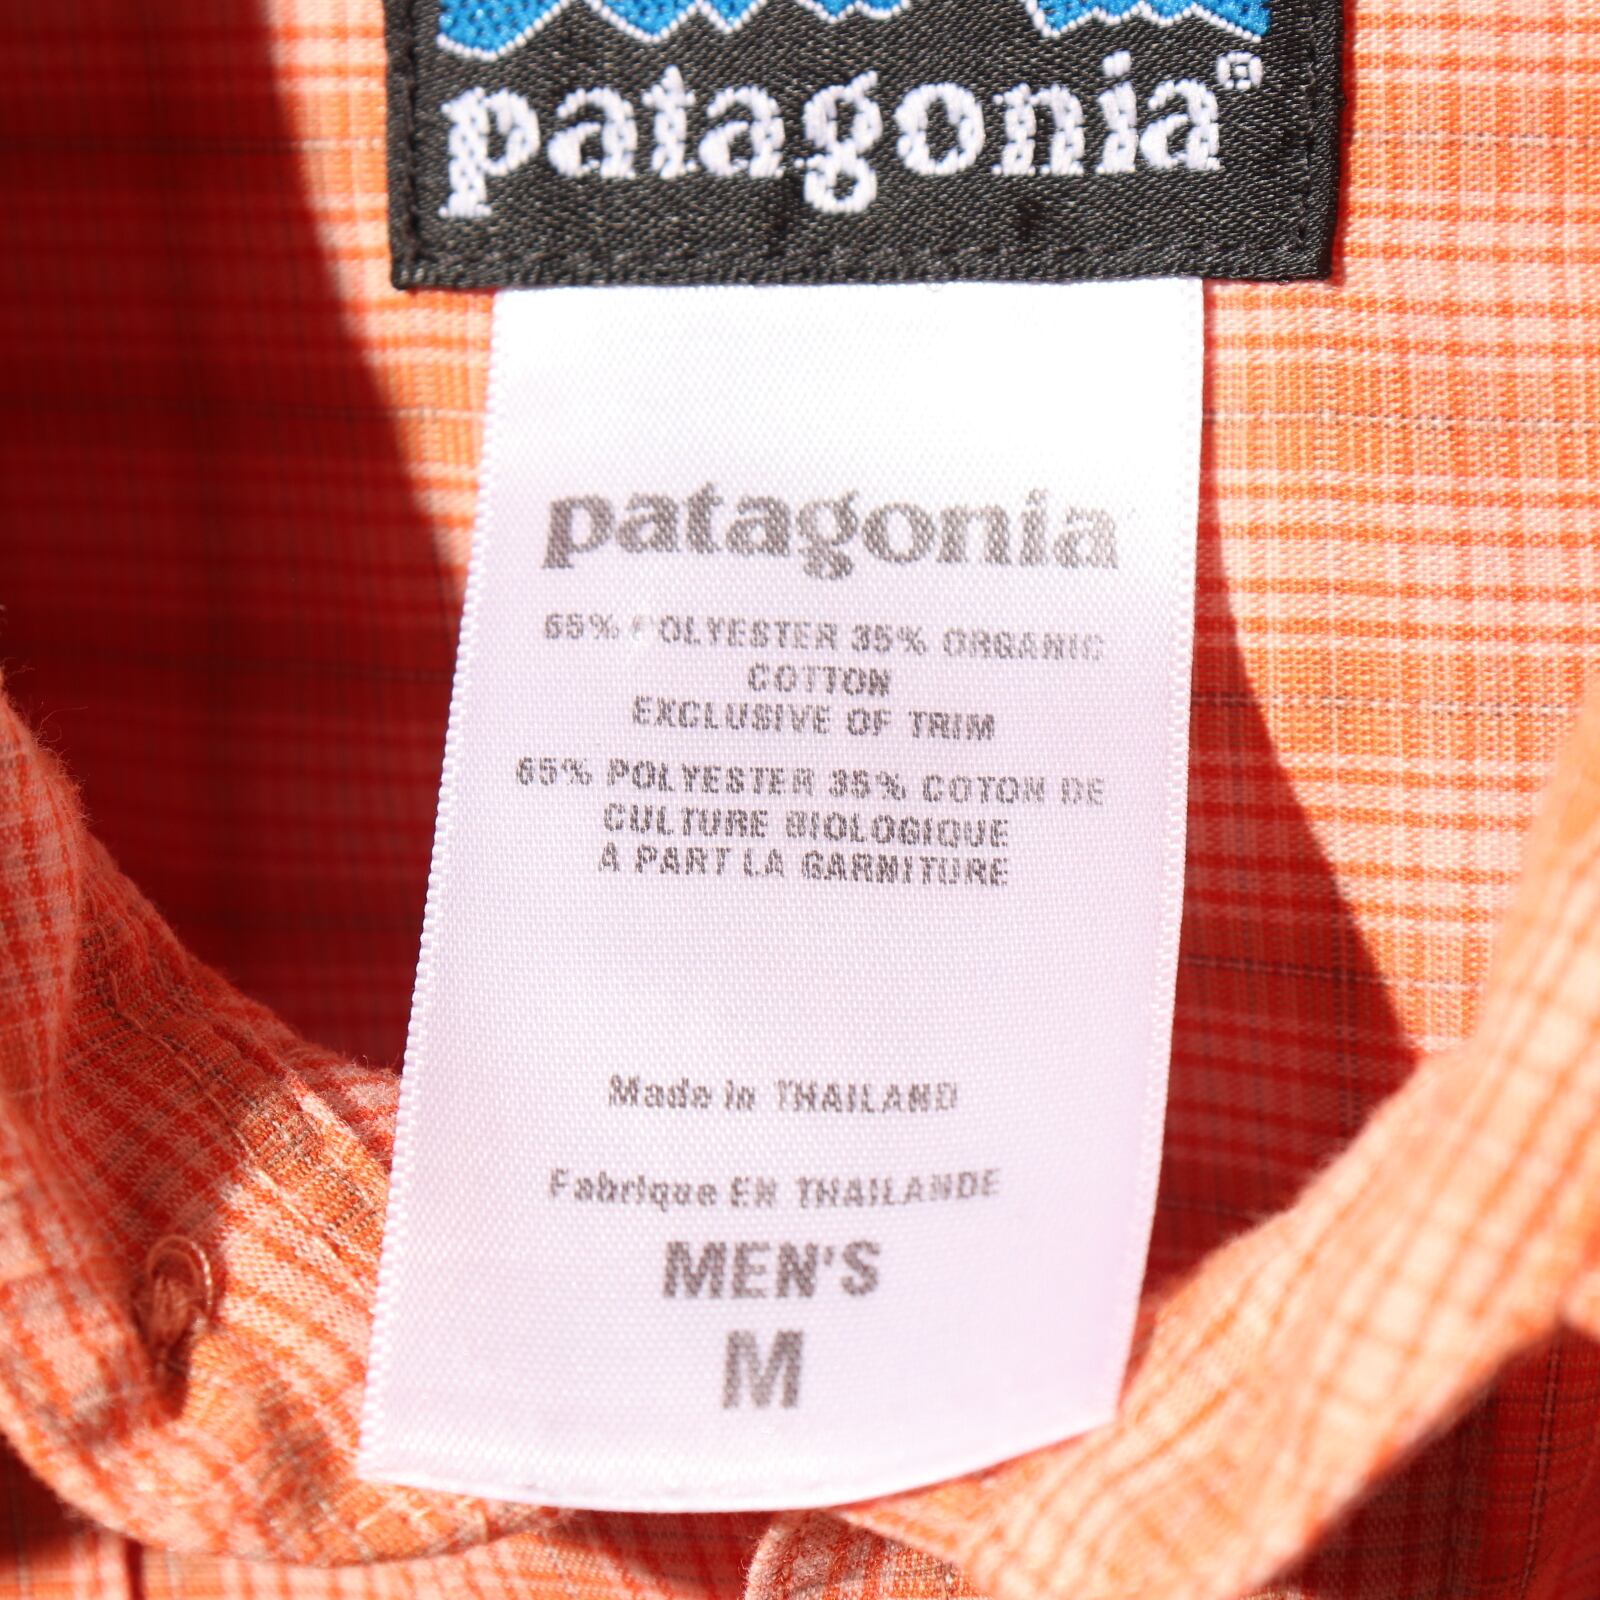 patagonia®
patagonia
65% POLYESTER 35% ORGANIC
COTTON
EXCLUSIVE OF TRIM
65% POLYESTER 35% COTON DE
CULTURE BIOLOGIQUE
A PART LA GARNITURE
Made in THAILAND
Fabrique EN THAILANDE
MEN'S
M